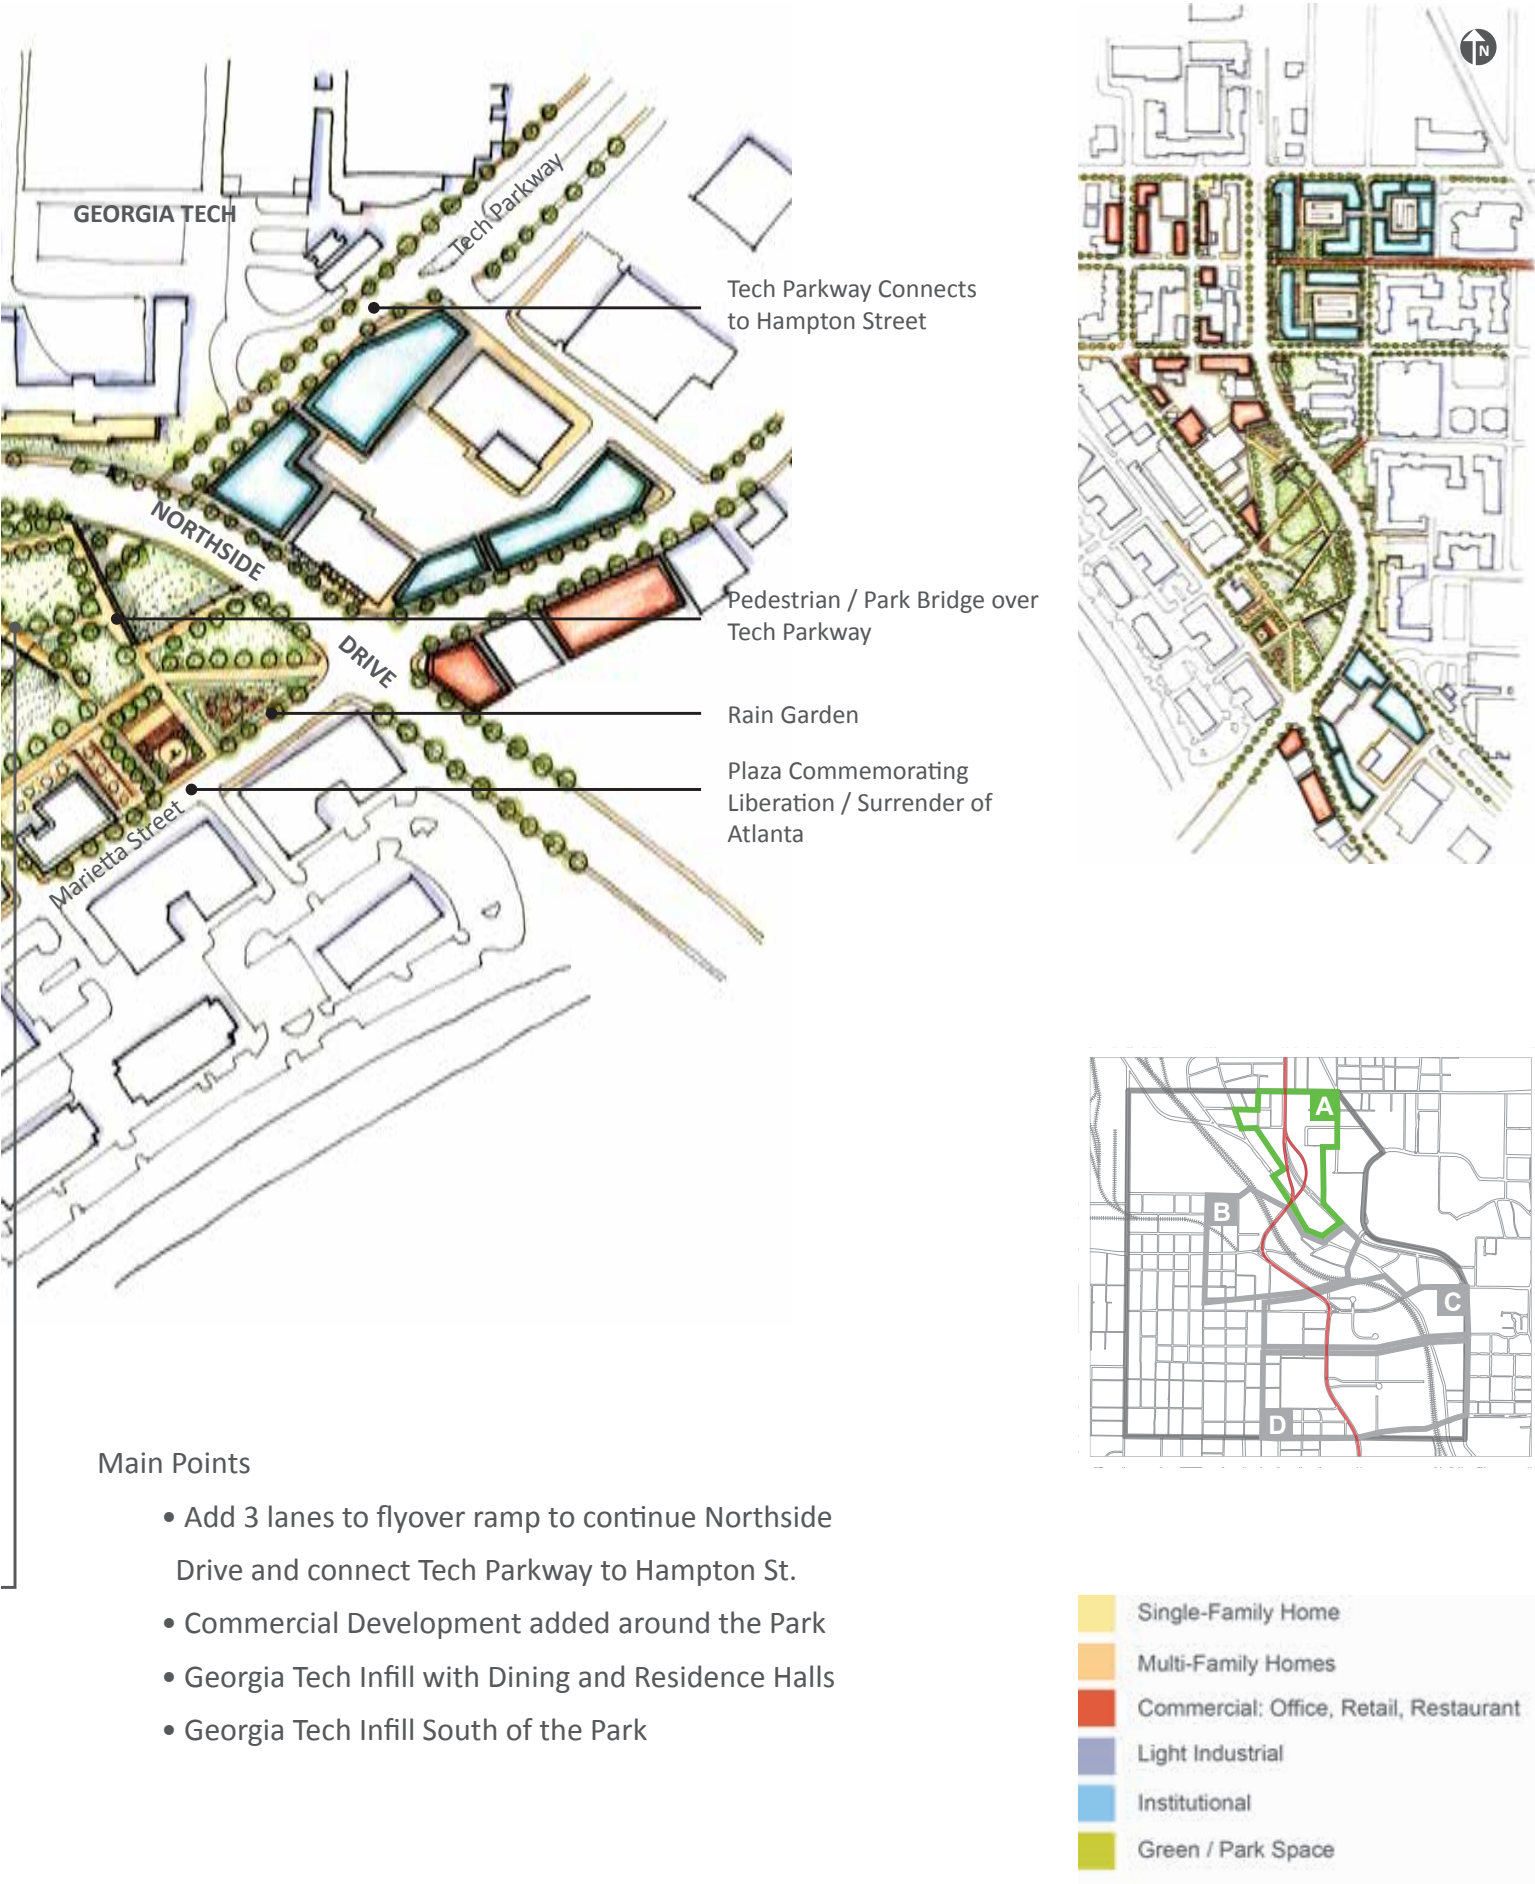 N
GEORGIA TECH
Tech Parkway
Tech Parkway Connects
to Hampton Street
NORTHSIDE
DRIVE
Pedestrian / Park Bridge over
Tech Parkway
Rain Garden
Plaza Commemorating
Liberation / Surrender of
Atlanta
Marietta Street
A
B
C
D
Main Points
• Add 3 lanes to flyover ramp to continue Northside
Drive and connect Tech Parkway to Hampton St.
• Commercial Development added around the Park
• Georgia Tech Infill with Dining and Residence Halls
• Georgia Tech Infill South of the Park
Single-Family Home
Multi-Family Homes
Commercial: Office, Retail, Restaurant
Light Industrial
Institutional
Green / Park Space